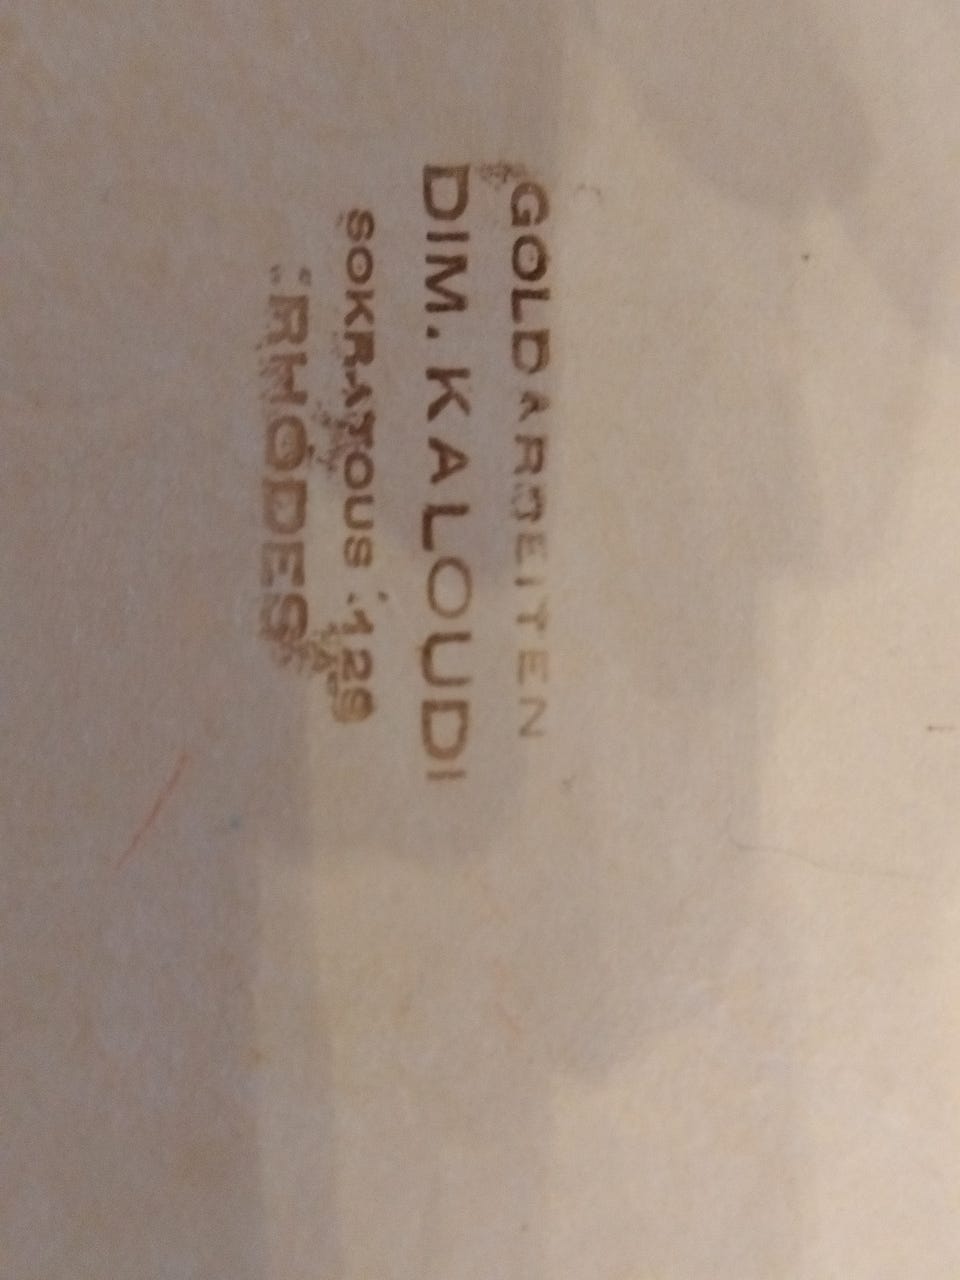 GOLDARBEITEN
DIM. KALOUDI
SOKRATOUS 129
RHODES